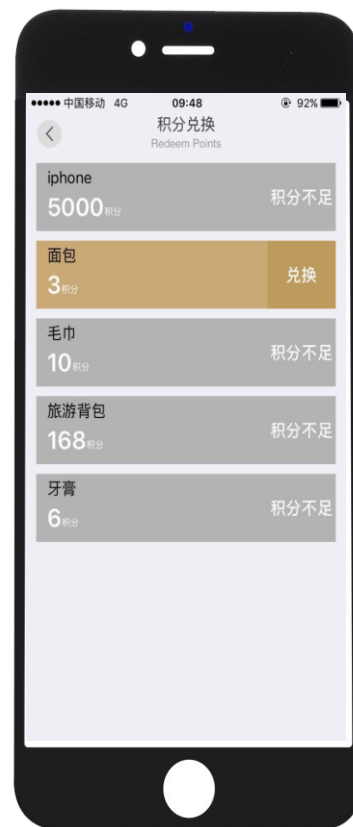 ●●●●● 中国移动 4G 09:48 92%
积分兑换
Redeem Points
iphone
5000积分 积分不足
面包
3积分 兑换
毛巾
10积分 积分不足
旅游背包
168积分 积分不足
牙膏
6积分 积分不足